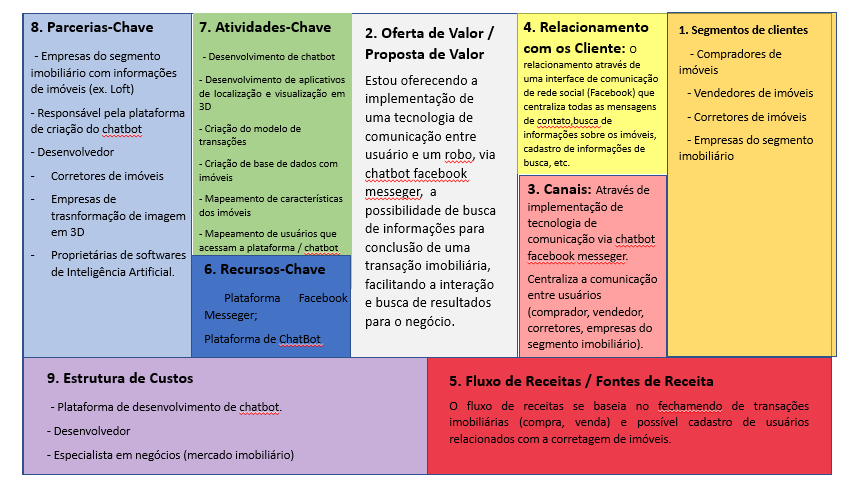 8. Parcerias-Chave
- Empresas do segmento
imobiliário com informações
de imóveis (ex. Loft)
- Responsável pela plataforma
de criação do chatbot
- Desenvolvedor
- Corretores de imóveis
- Empresas de
trasnformação de imagem
em 3D
- Proprietárias de softwares
de Inteligência Artificial.
7. Atividades-Chave
- Desenvolvimento de chatbot
- Desenvolvimento de aplicativos
de localização e visualização em
3D
- Criação do modelo de
transações
- Criação de base de dados com
imóveis
- Mapeamento de características
dos imóveis
- Mapeamento de usuários que
acessam a plataforma / chatbot
6. Recursos-Chave
Plataforma Facebook
Messeger;
Plataforma de ChatBot
2. Oferta de Valor /
Proposta de Valor
Estou oferecendo a
implementação de
uma tecnologia de
comunicação entre
usuário e um robo, via
chatbot facebook
messeger, a
possibilidade de busca
de informações para
conclusão de uma
transação imobiliária,
facilitando a interação
e busca de resultados
para o negócio.
4. Relacionamento
com os Cliente: o
relacionamento através de
uma interface de comunicação
de rede social (Facebook) que
centraliza todas as mensagens
de contato,busca de
informações sobre os imóveis,
cadastro de informações de
busca, etc.
3. Canais: Através de
implementação de
tecnologia de
comunicação via chatbot
facebook messeger.
Centraliza a comunicação
entre usuários
(comprador, vendedor,
corretores, empresas do
segmento imobiliário).
1. Segmentos de clientes
- Compradores de
imóveis
- Vendedores de imóveis
- Corretores de imóveis
- Empresas do segmento
imobiliário
9. Estrutura de Custos
- Plataforma de desenvolvimento de chatbot.
- Desenvolvedor
- Especialista em negócios (mercado imobiliário)
5. Fluxo de Receitas / Fontes de Receita
O fluxo de receitas se baseia no fechamendo de transações
imobiliárias (compra, venda) e possível cadastro de usuários
relacionados com a corretagem de imóveis.